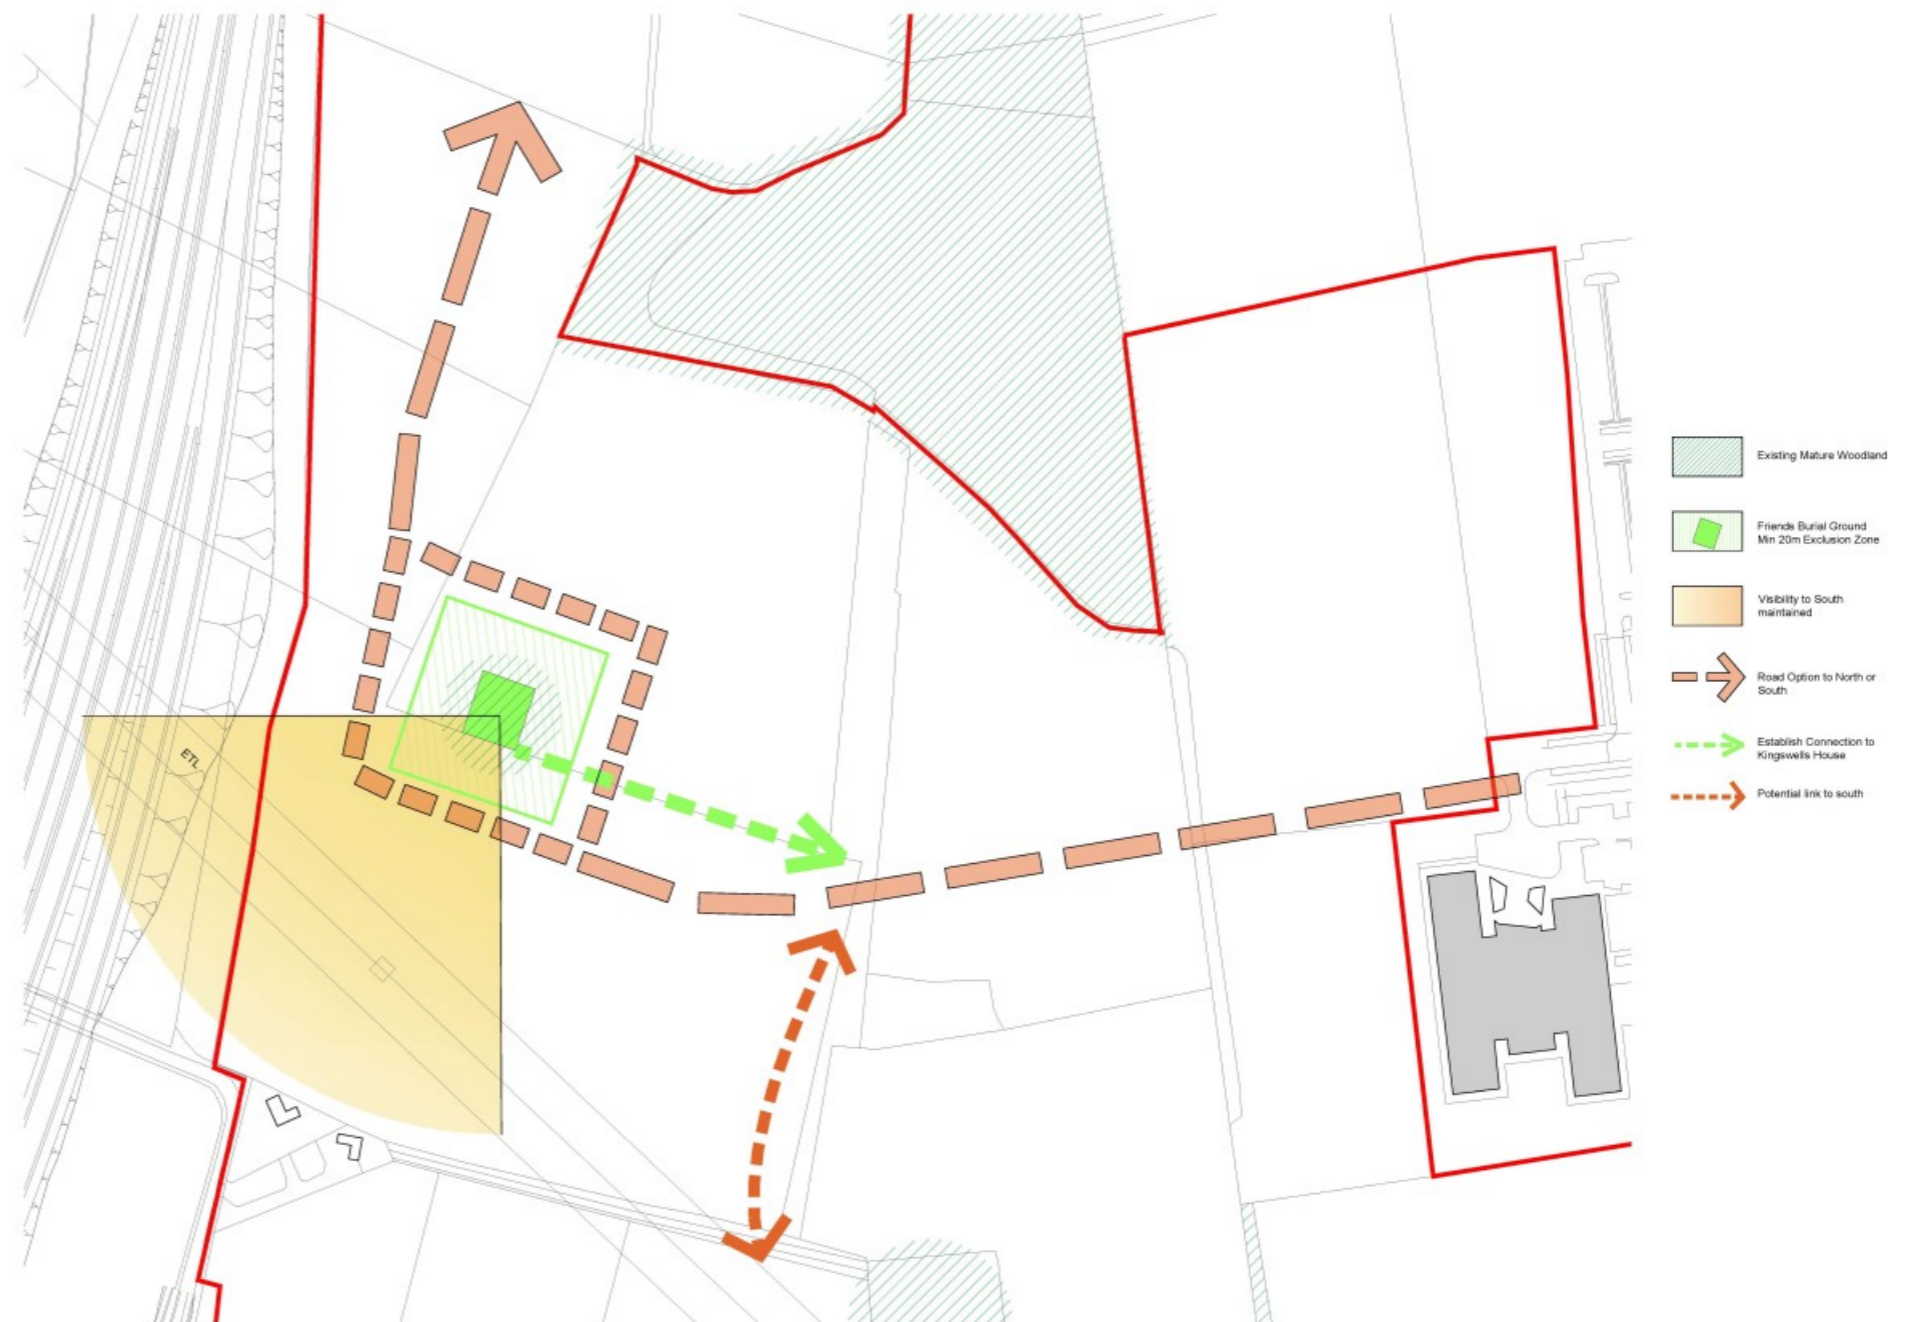 ETL
Existing Mature Woodland
Friends Burial Ground
Min 20m Exclusion Zone
Visibility to South
maintained
Road Option to North or
South
Establish Connection to
Kingswells House
Potential link to south